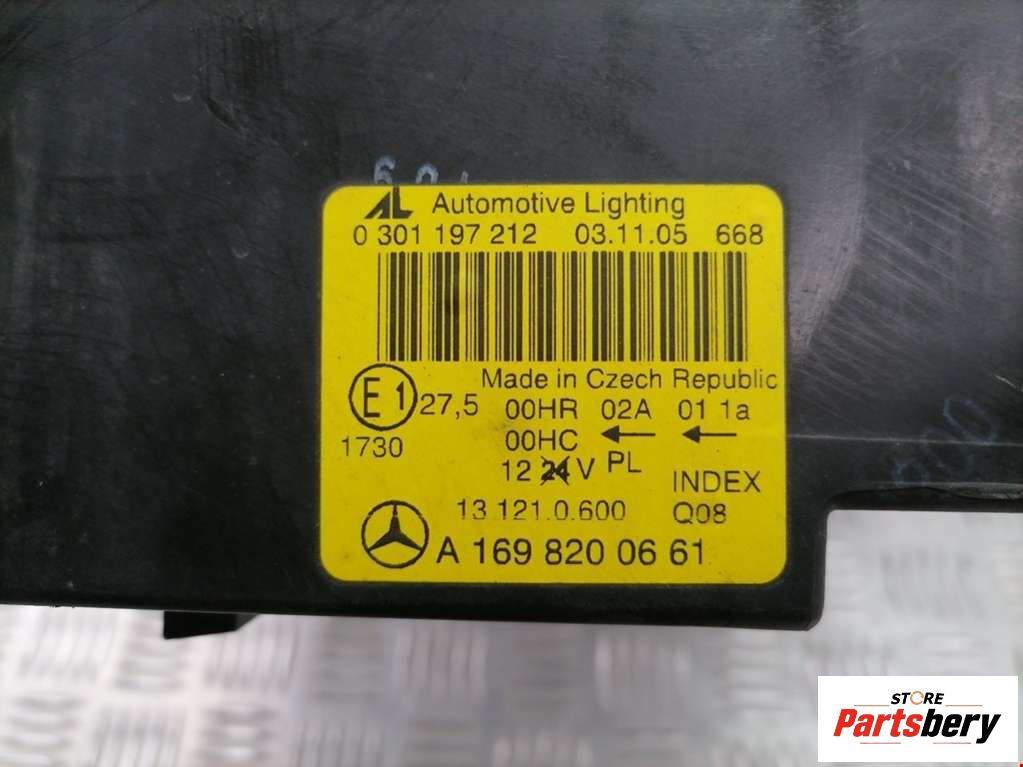 AL Automotive Lighting
0 301 197 212 03.11.05 668
Made in Czech Republic
E1 27,5 00HR 02A 01 1a
1730 00HC ← ←
12 24 V PL INDEX
13 121.0.600 Q08
A 169 820 06 61
STORE
Partsbery